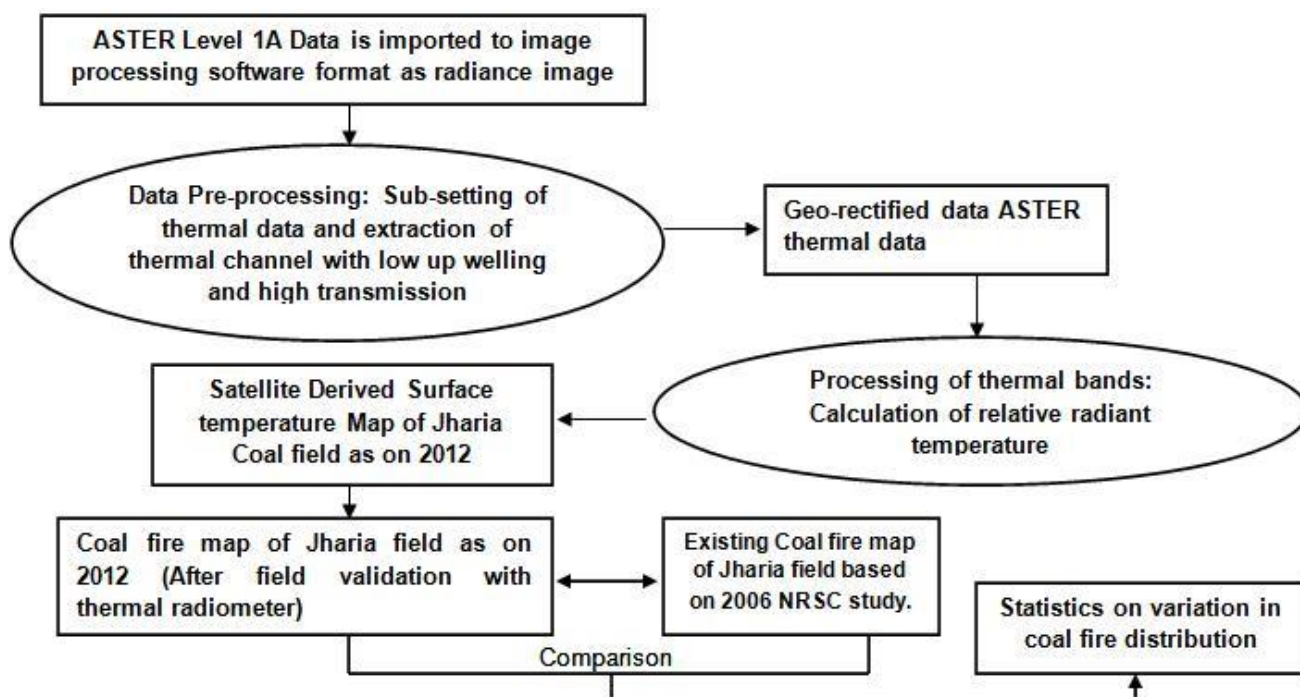 ASTER Level 1A Data is imported to image
processing software format as radiance image
Data Pre-processing: Sub-setting of
thermal data and extraction of
thermal channel with low up welling
and high transmission
Geo-rectified data ASTER
thermal data
Processing of thermal bands:
Calculation of relative radiant
temperature
Satellite Derived Surface
temperature Map of Jharia
Coal field as on 2012
Coal fire map of Jharia field as on
2012 (After field validation with
thermal radiometer)
Existing Coal fire map
of Jharia field based
on 2006 NRSC study.
Statistics on variation in
coal fire distribution
Comparison